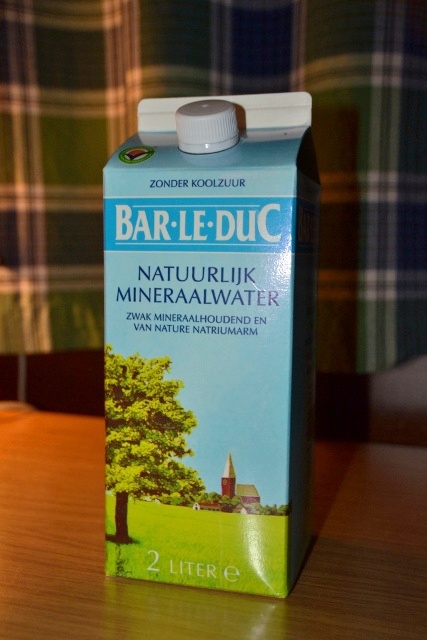 ZONDER KOOLZUUR
BAR·LE·DUC
NATUURLIJK
MINERAALWATER
ZWAK MINERAALHOUDEND EN
VAN NATURE NATRIUMARM
2 LITER ℮